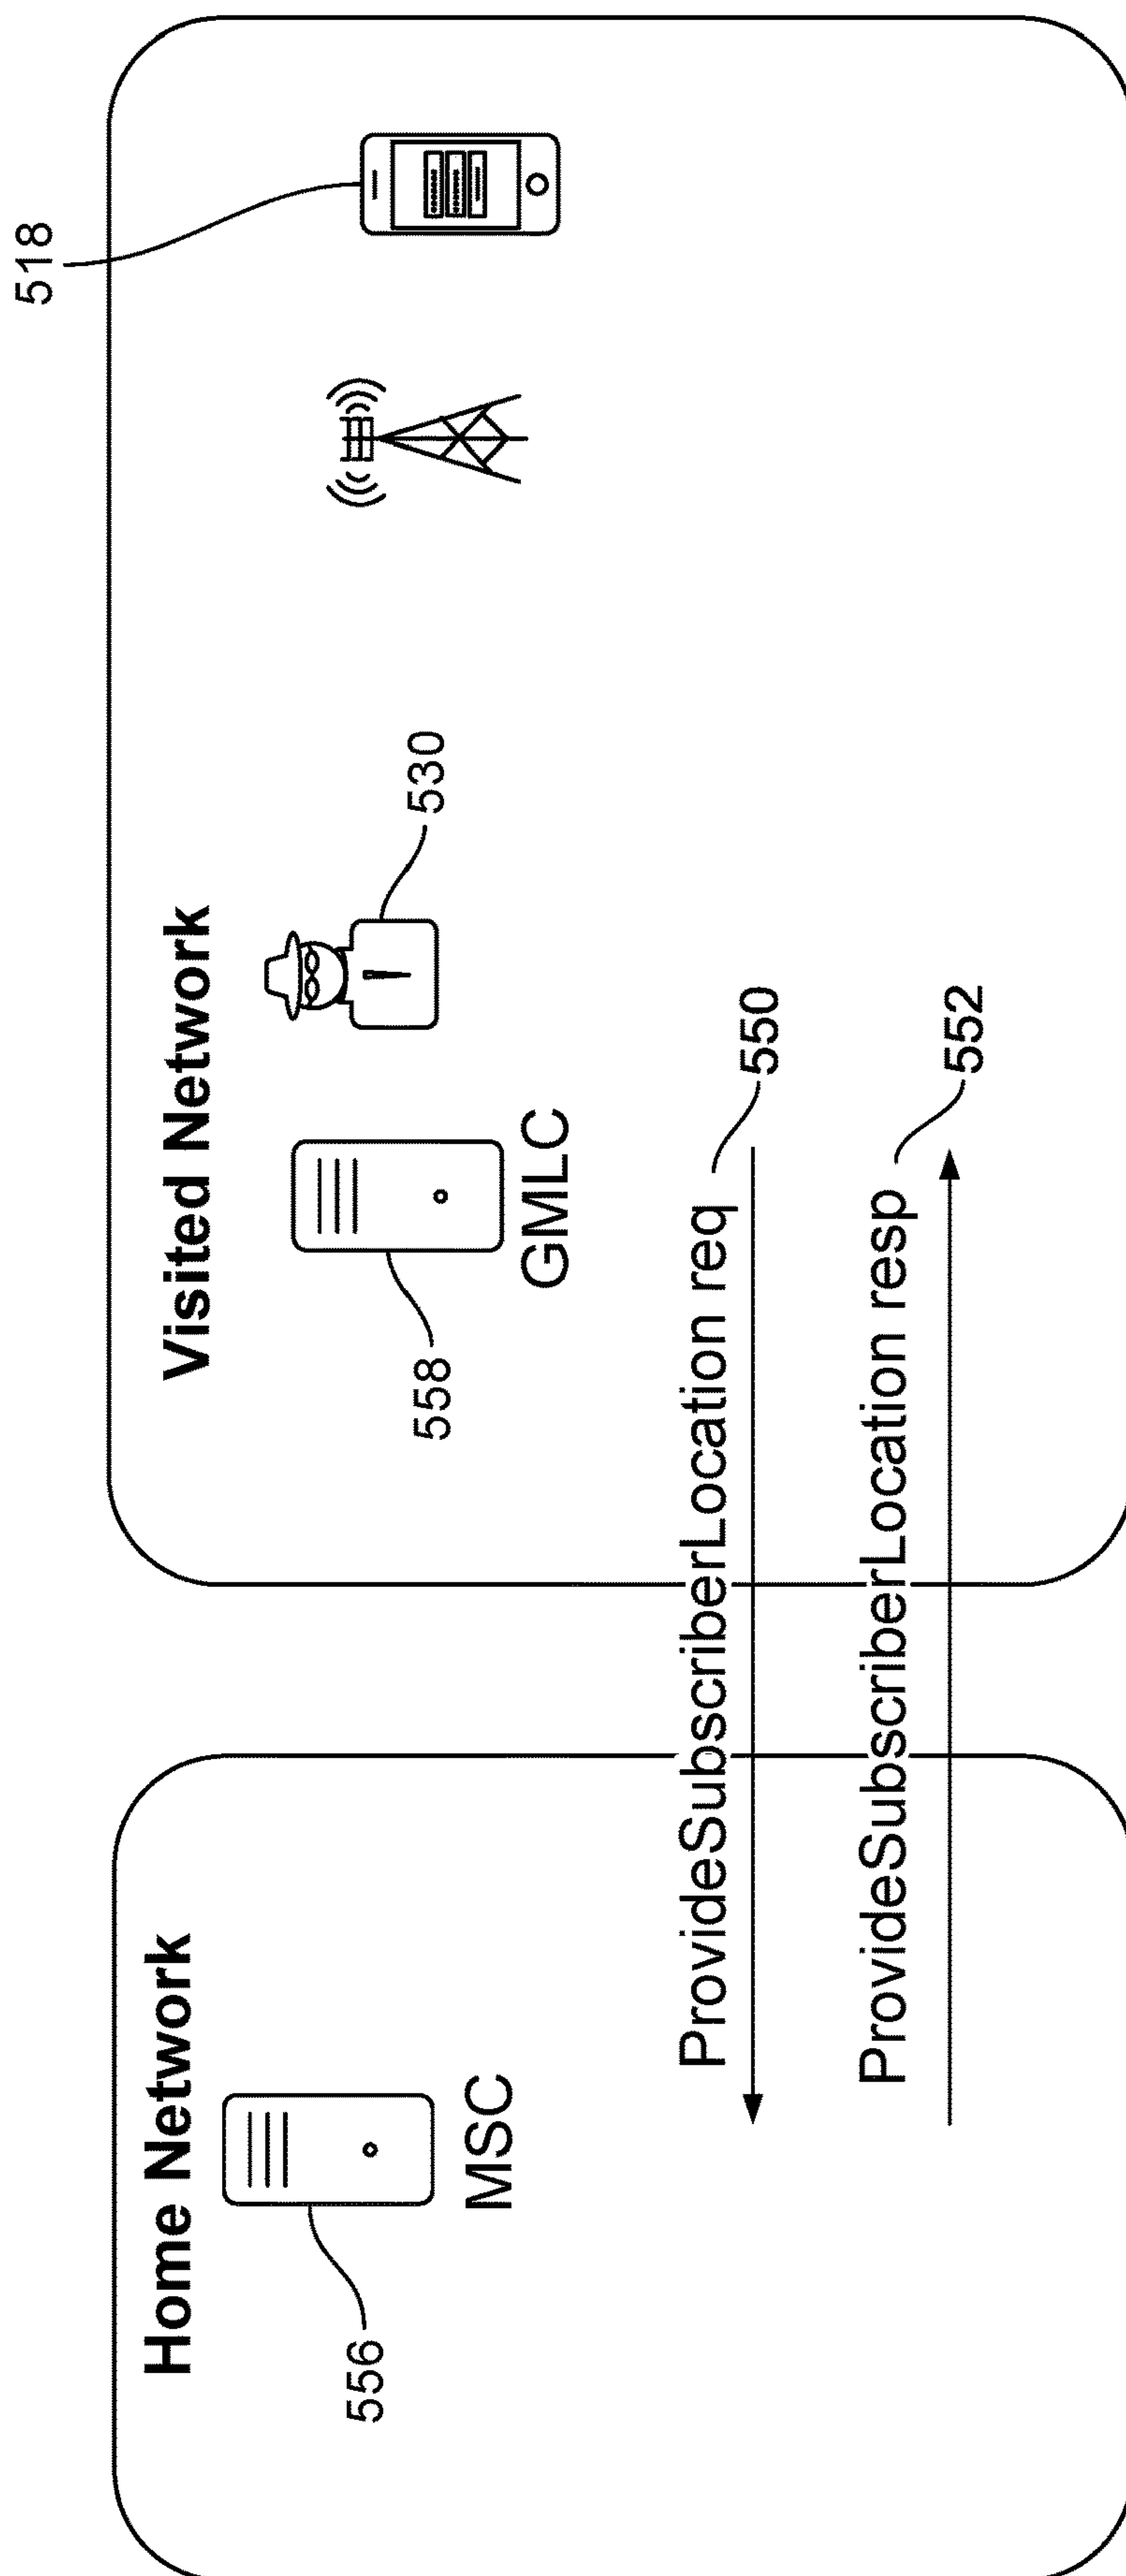 Home Network
Visited Network
518
556
MSC
558
GMLC
530
ProvideSubscriberLocation req
550
ProvideSubscriberLocation resp
552